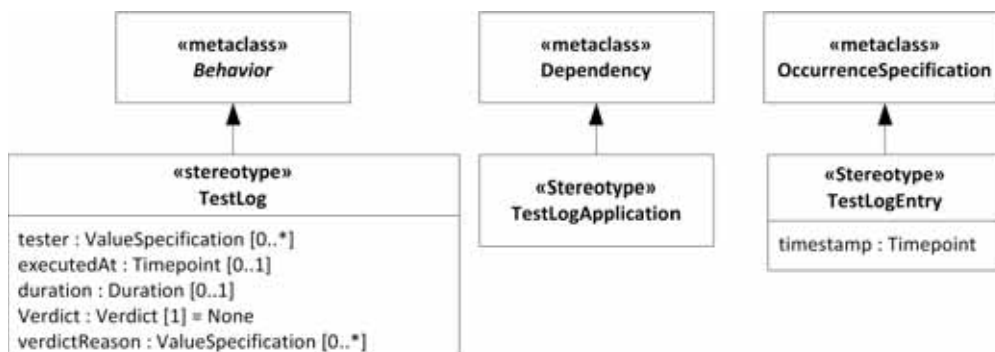 «metaclass»
Behavior
«metaclass»
Dependency
«metaclass»
OccurrenceSpecification
«stereotype»
TestLog
tester : ValueSpecification [0..*]
executedAt : Timepoint [0..1]
duration : Duration [0..1]
Verdict : Verdict [1] = None
verdictReason : ValueSpecification [0..*]
«Stereotype»
TestLogApplication
«Stereotype»
TestLogEntry
timestamp : Timepoint